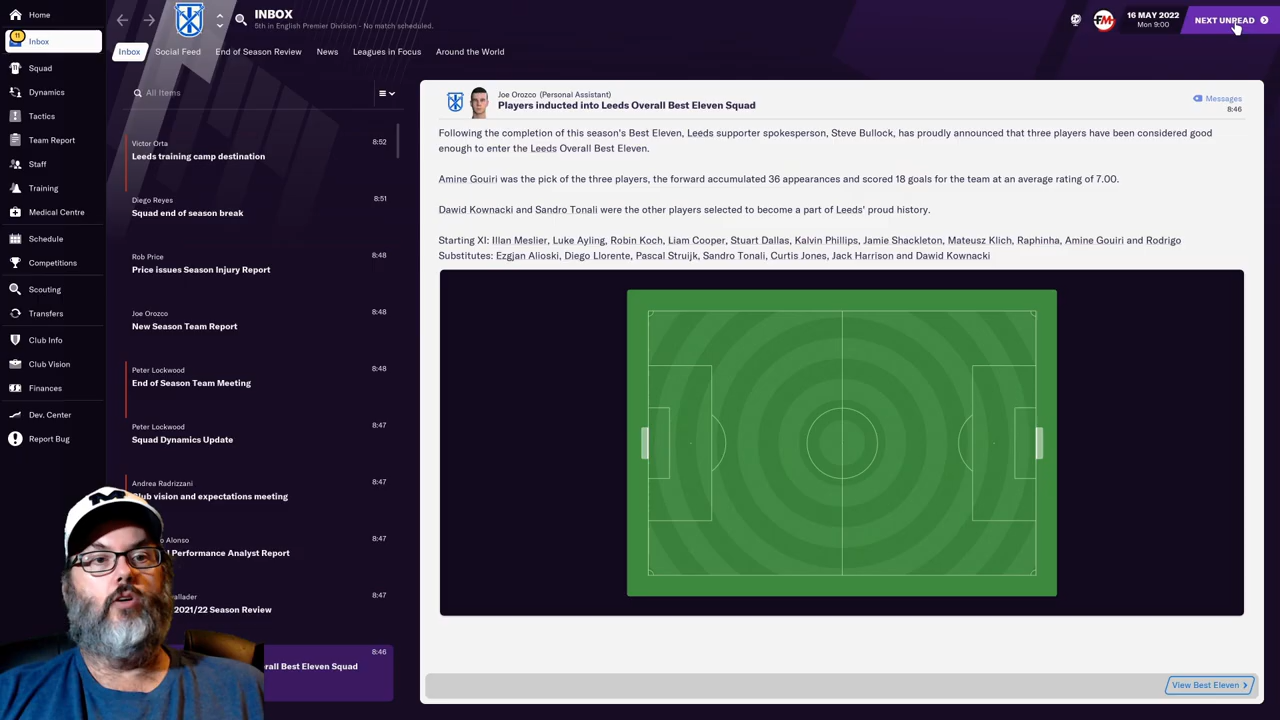 Home
INBOX
5th in English Premier Division - No match scheduled.
FM
16 MAY 2022
Mon 9:00
NEXT UNREAD
11
Inbox
Squad
Dynamics
Tactics
Team Report
Staff
Training
Medical Centre
Schedule
Competitions
Scouting
Transfers
Club Info
Club Vision
Finances
Dev. Center
Report Bug
Inbox
Social Feed
End of Season Review
News
Leagues in Focus
Around the World
All Items
Victor Orta
8:52
Leeds training camp destination
Diego Reyes
8:51
Squad end of season break
Rob Price
8:48
Price issues Season Injury Report
Joe Orozco
8:48
New Season Team Report
Peter Lockwood
8:48
End of Season Team Meeting
Peter Lockwood
8:47
Squad Dynamics Update
Andrea Radrizzani
8:47
vision and expectations meeting
Alonso
8:47
Performance Analyst Report
8:47
2021/22 Season Review
8:46
Best Eleven Squad
Joe Orozco (Personal Assistant)
Players inducted into Leeds Overall Best Eleven Squad
Messages
8:46
Following the completion of this season's Best Eleven, Leeds supporter spokesperson, Steve Bullock, has proudly announced that three players have been considered good
enough to enter the Leeds Overall Best Eleven.
Amine Gouiri was the pick of the three players, the forward accumulated 36 appearances and scored 18 goals for the team at an average rating of 7.00.
Dawid Kownacki and Sandro Tonali were the other players selected to become a part of Leeds' proud history.
Starting XI: Illan Meslier, Luke Ayling, Robin Koch, Liam Cooper, Stuart Dallas, Kalvin Phillips, Jamie Shackleton, Mateusz Klich, Raphinha, Amine Gouiri and Rodrigo
Substitutes: Ezgjan Alioski, Diego Llorente, Pascal Struijk, Sandro Tonali, Curtis Jones, Jack Harrison and Dawid Kownacki
View Best Eleven